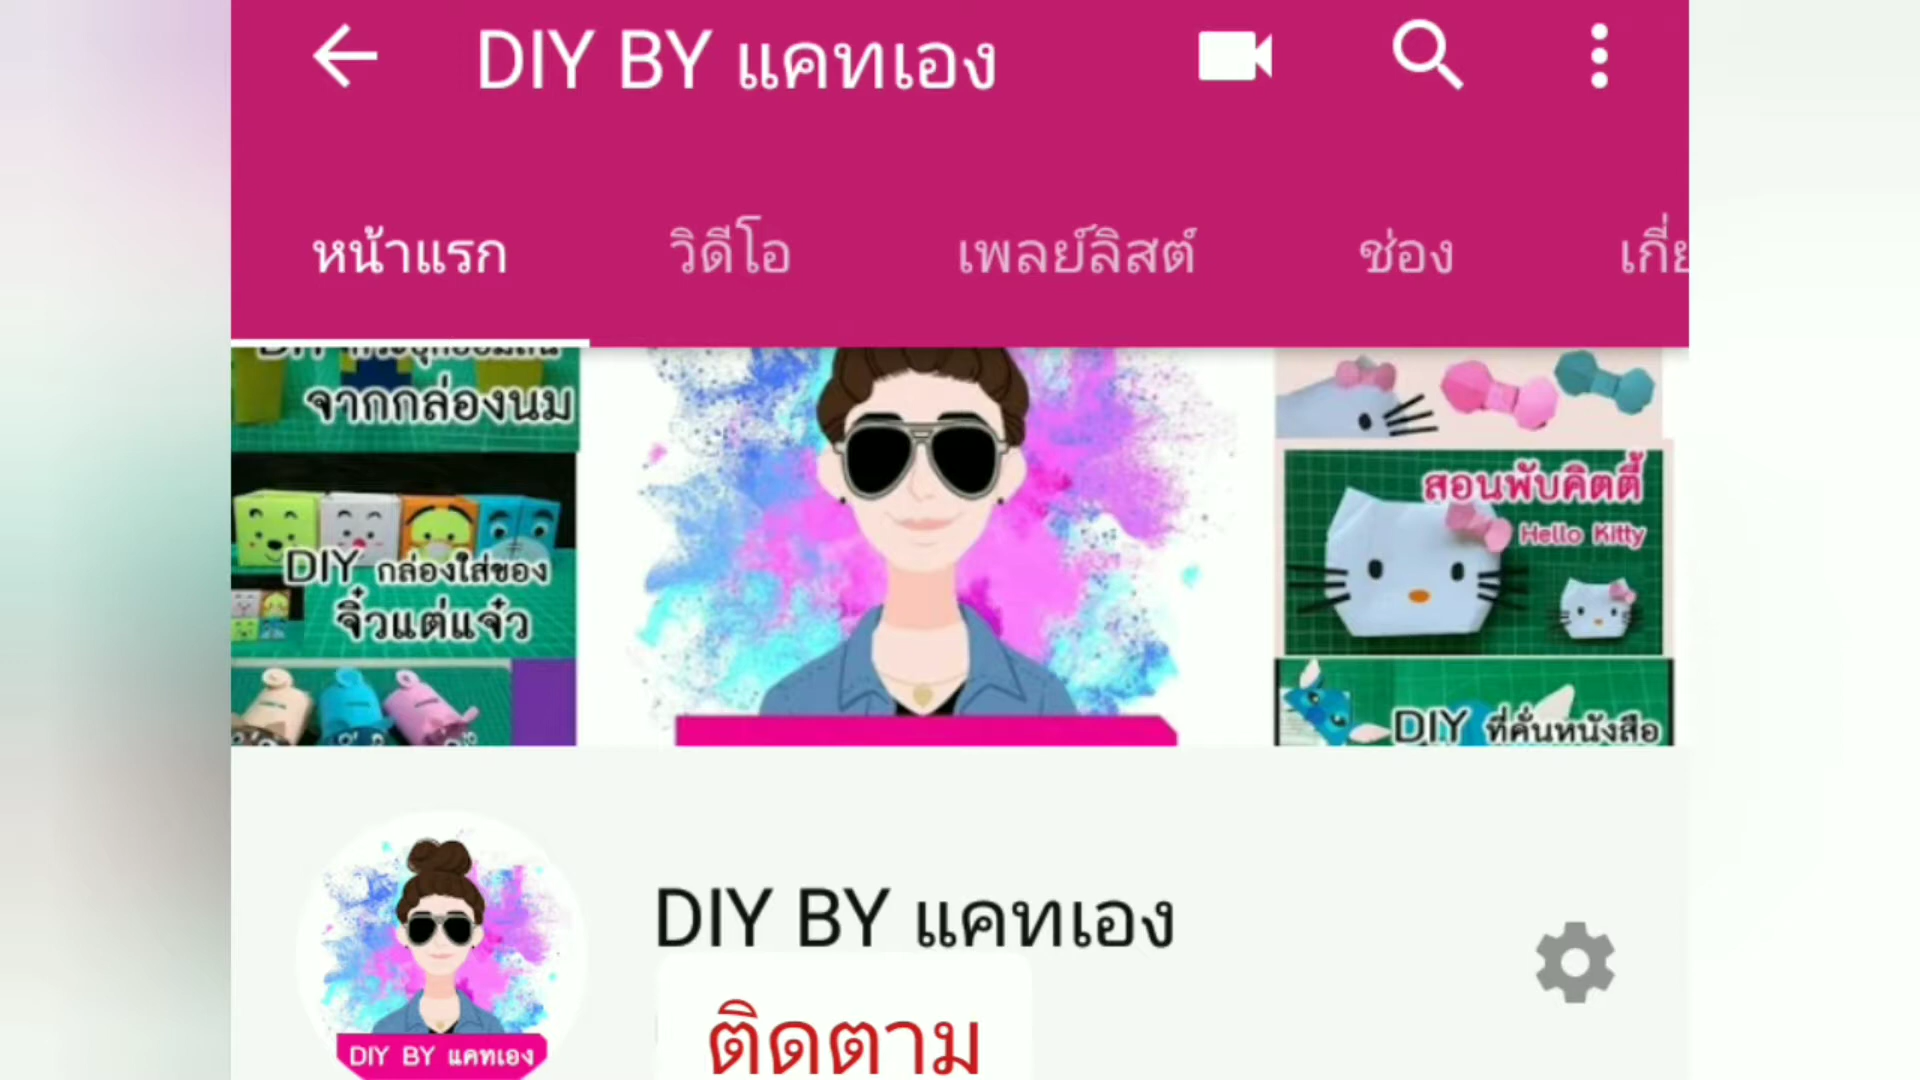 DIY BY แคทเอง
หน้าแรก วิดีโอ เพลย์ลิสต์ ช่อง
จากกล่องนม
DIY กล่องใส่ของ
จิ๋วแต่แจ๋ว
สอนพับคิตตี้
Hello Kitty
DIY ที่คั่นหนังสือ
DIY BY แคทเอง
ติดตาม
DIY BY แคทเอง